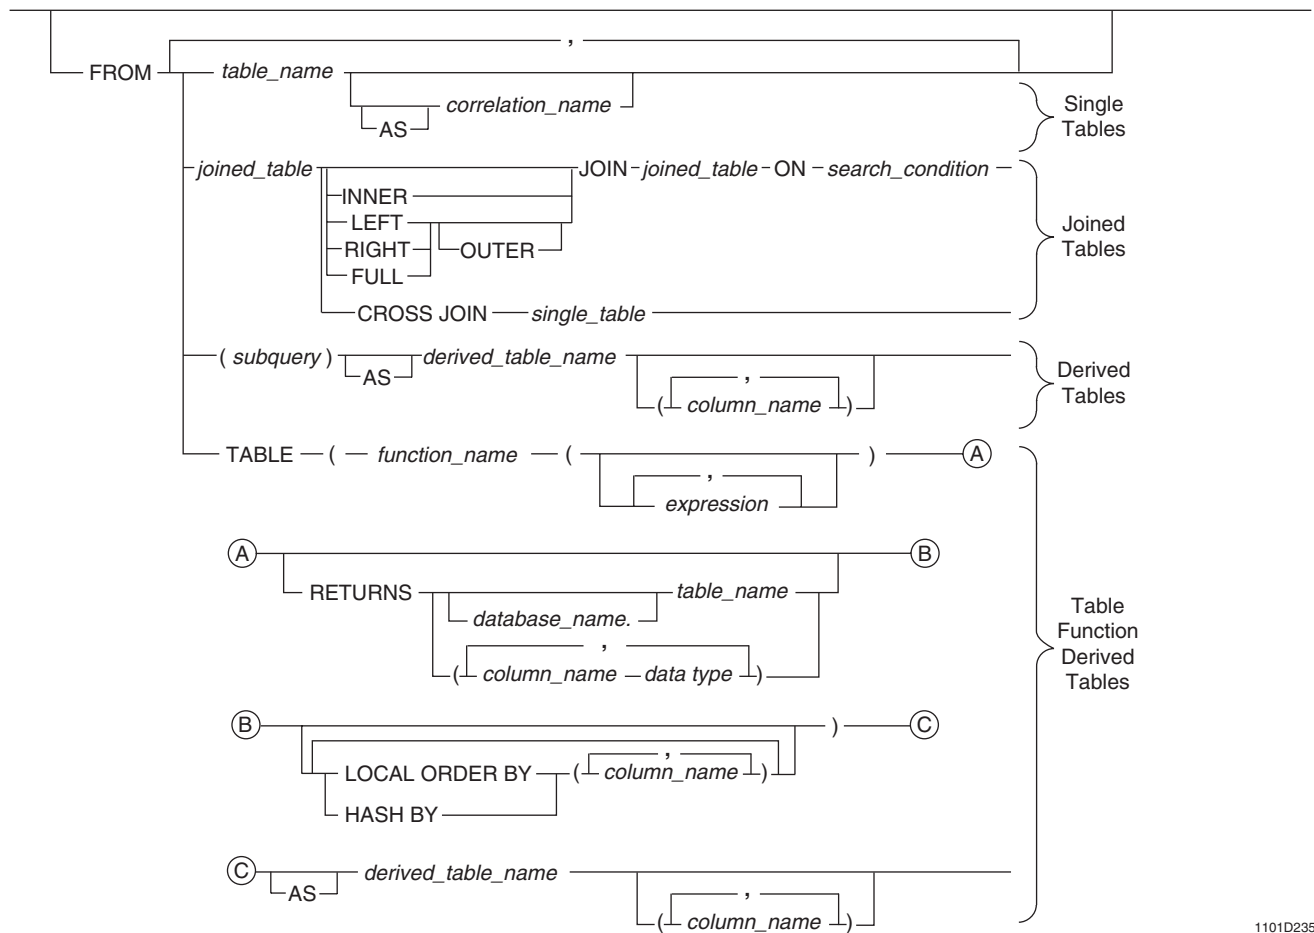 ,
FROM table_name
correlation_name
AS
Single
Tables
joined_table JOIN joined_table ON search_condition
INNER
LEFT
RIGHT OUTER
FULL
CROSS JOIN single_table
Joined
Tables
( subquery ) derived_table_name
AS
,
( column_name )
Derived
Tables
TABLE ( function_name ( ) A
,
expression
A B
RETURNS table_name
database_name.
,
( column_name data type )
Table
Function
Derived
Tables
B ) C
,
LOCAL ORDER BY ( column_name )
HASH BY
C derived_table_name
AS
,
( column_name )
1101D235